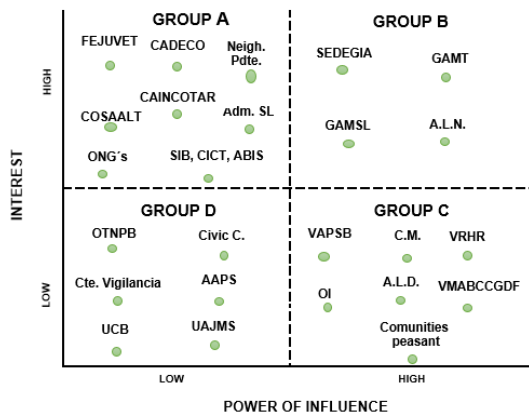 GROUP A
GROUP B
FEJUVET
CADECO
Neigh.
Pdte.
SEDEGIA
GAMT
COSAALT
CAINCOTAR
Adm. SL
GAMSL
A.L.N.
ONG´s
SIB, CICT, ABIS
GROUP D
GROUP C
OTNPB
Civic C.
VAPSB
C.M.
VRHR
Cte. Vigilancia
AAPS
OI
A.L.D.
VMABCCGDF
UCB
UAJMS
Comunities
peasant
INTEREST
HIGH
LOW
LOW
HIGH
POWER OF INFLUENCE